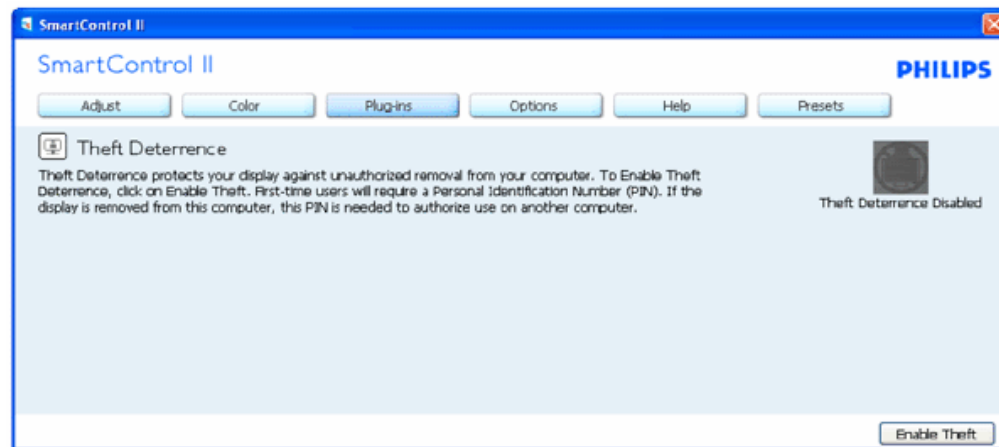 SmartControl II
SmartControl II
PHILIPS
Adjust Color Plug-ins Options Help Presets
Theft Deterrence
Theft Deterrence protects your display against unauthorized removal from your computer. To Enable Theft
Deterrence, click on Enable Theft. First-time users will require a Personal Identification Number (PIN). If the
display is removed from this computer, this PIN is needed to authorize use on another computer.
Theft Deterrence Disabled
Enable Theft